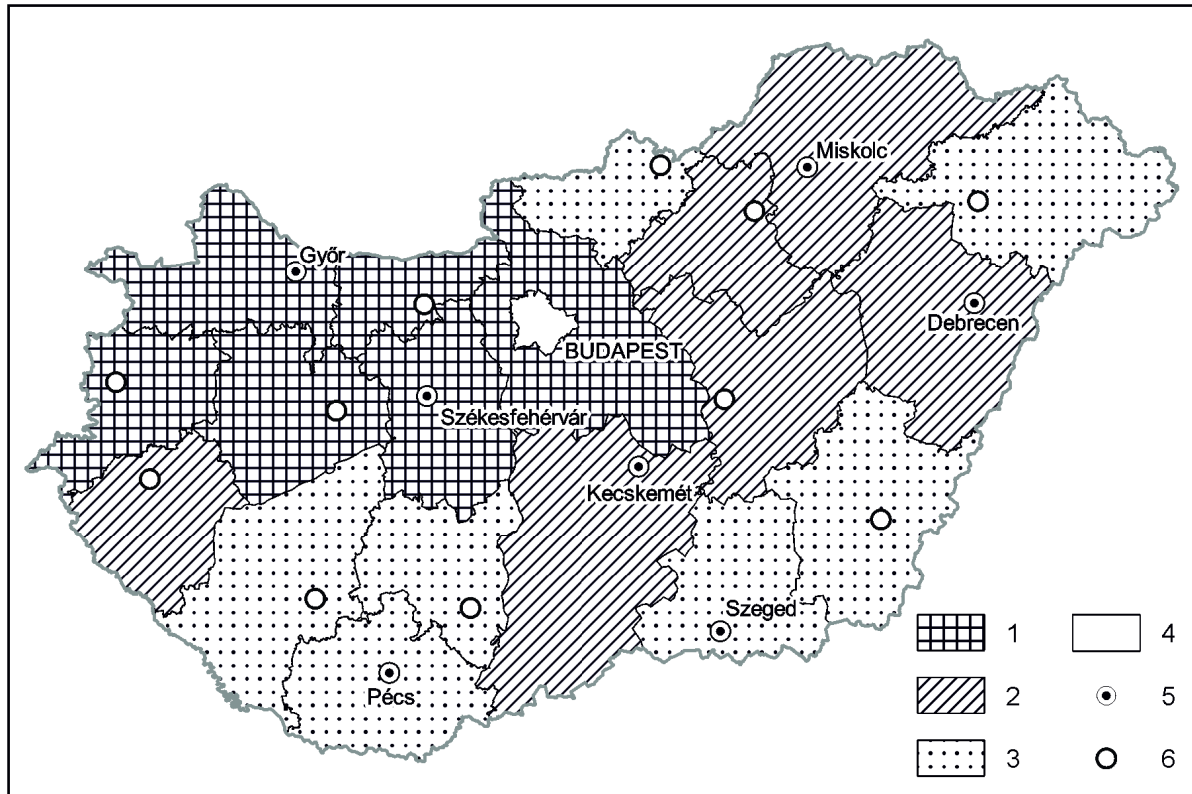 Miskolc
Győr
Debrecen
BUDAPEST
Székesfehérvár
Kecskemét
Szeged
Pécs
1 4
2 5
3 6